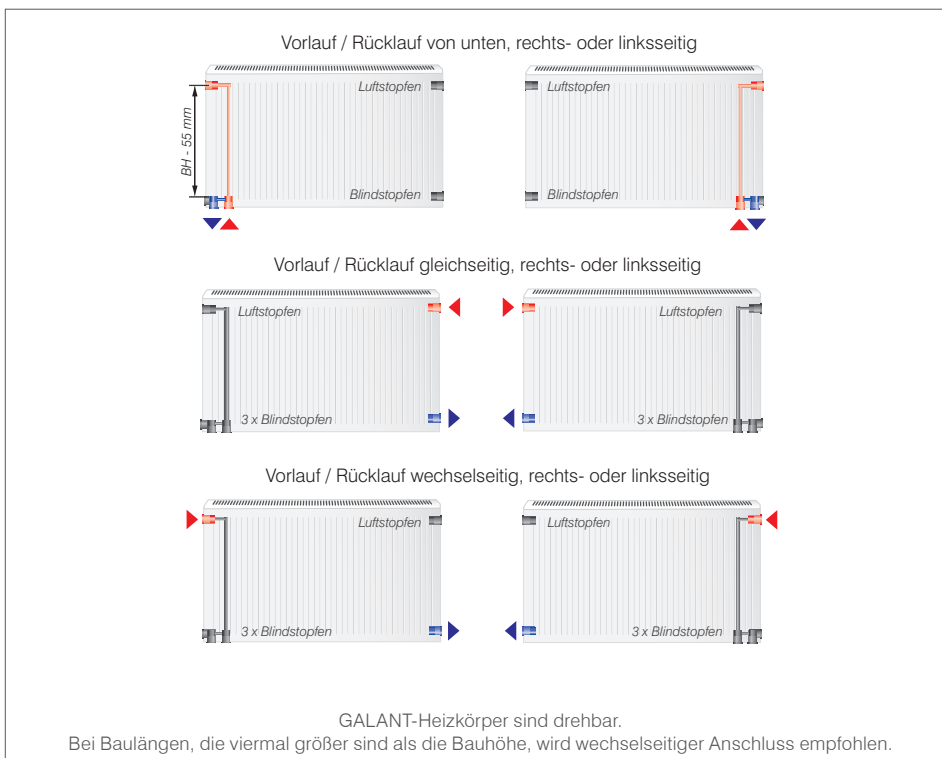 Vorlauf / Rücklauf von unten, rechts- oder linksseitig
Luftstopfen
Luftstopfen
BH - 55 mm
Blindstopfen
Blindstopfen
Vorlauf / Rücklauf gleichseitig, rechts- oder linksseitig
Luftstopfen
Luftstopfen
3 x Blindstopfen
3 x Blindstopfen
Vorlauf / Rücklauf wechselseitig, rechts- oder linksseitig
Luftstopfen
Luftstopfen
3 x Blindstopfen
3 x Blindstopfen
GALANT-Heizkörper sind drehbar.
Bei Baulängen, die viermal größer sind als die Bauhöhe, wird wechselseitiger Anschluss empfohlen.